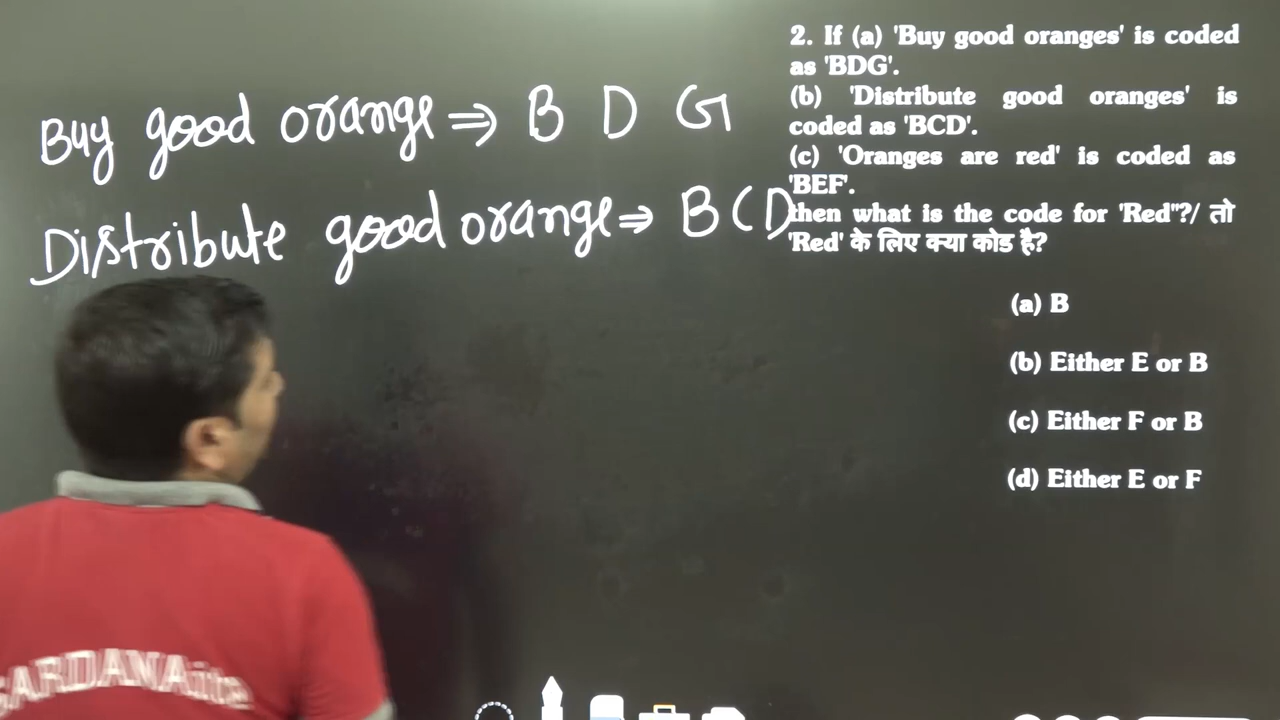 Buy good orange ⇒ B D G
Distribute good orange ⇒ B C D
2. If (a) 'Buy good oranges' is coded
as 'BDG'.
(b) 'Distribute good oranges' is
coded as 'BCD'.
(c) 'Oranges are red' is coded as
'BEF'.
then what is the code for 'Red''?/ तो
'Red' के लिए क्या कोड है?
(a) B
(b) Either E or B
(c) Either F or B
(d) Either E or F
SARDANAite